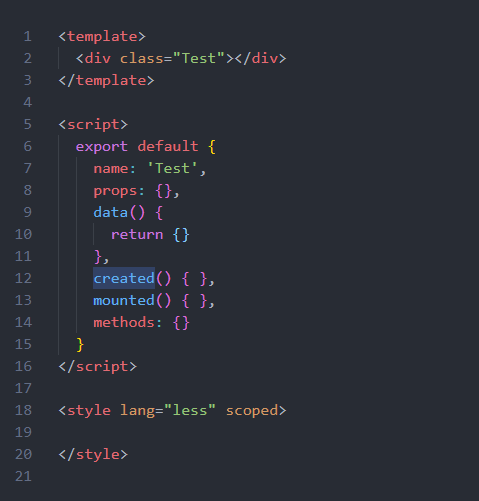 1 <template>
2   <div class="Test"></div>
3 </template>
4
5 <script>
6   export default {
7     name: 'Test',
8     props: {},
9     data() {
10       return {}
11     },
12     created() { },
13     mounted() { },
14     methods: {}
15   }
16 </script>
17
18 <style lang="less" scoped>
19
20 </style>
21